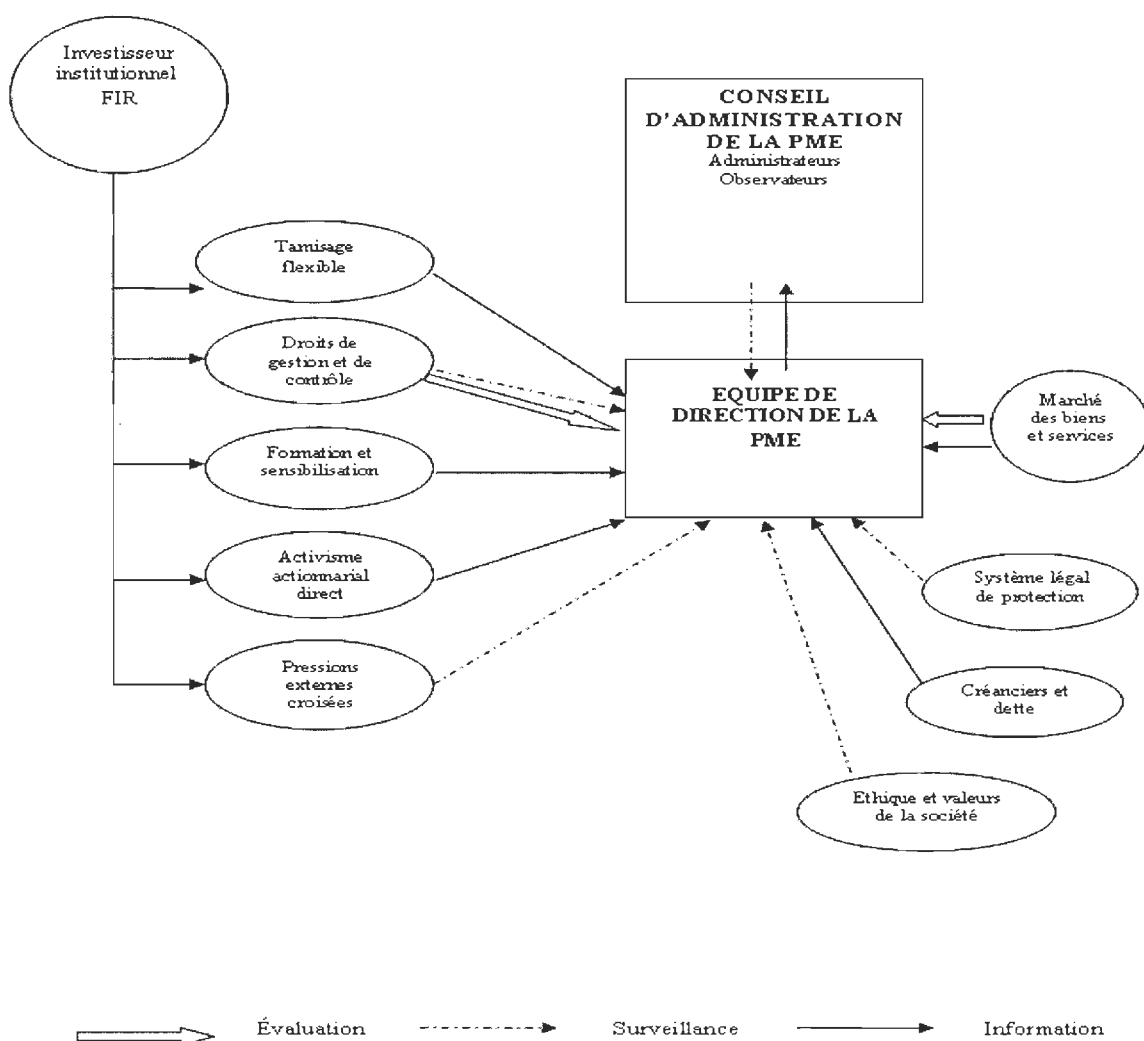 Investisseur
institutionnel
FIR
CONSEIL
D'ADMINISTRATION
DE LA PME
Administrateurs
Observateurs
Tamisage
flexible
Droits de
gestion et de
contrôle
EQUIPE DE
DIRECTION DE LA
PME
Marché
des biens
et services
Formation et
sensibilisation
Activisme
actionnarial
direct
Système légal
de protection
Pressions
externes
croisées
Créanciers et
dette
Ethique et valeurs
de la société
Évaluation Surveillance Information